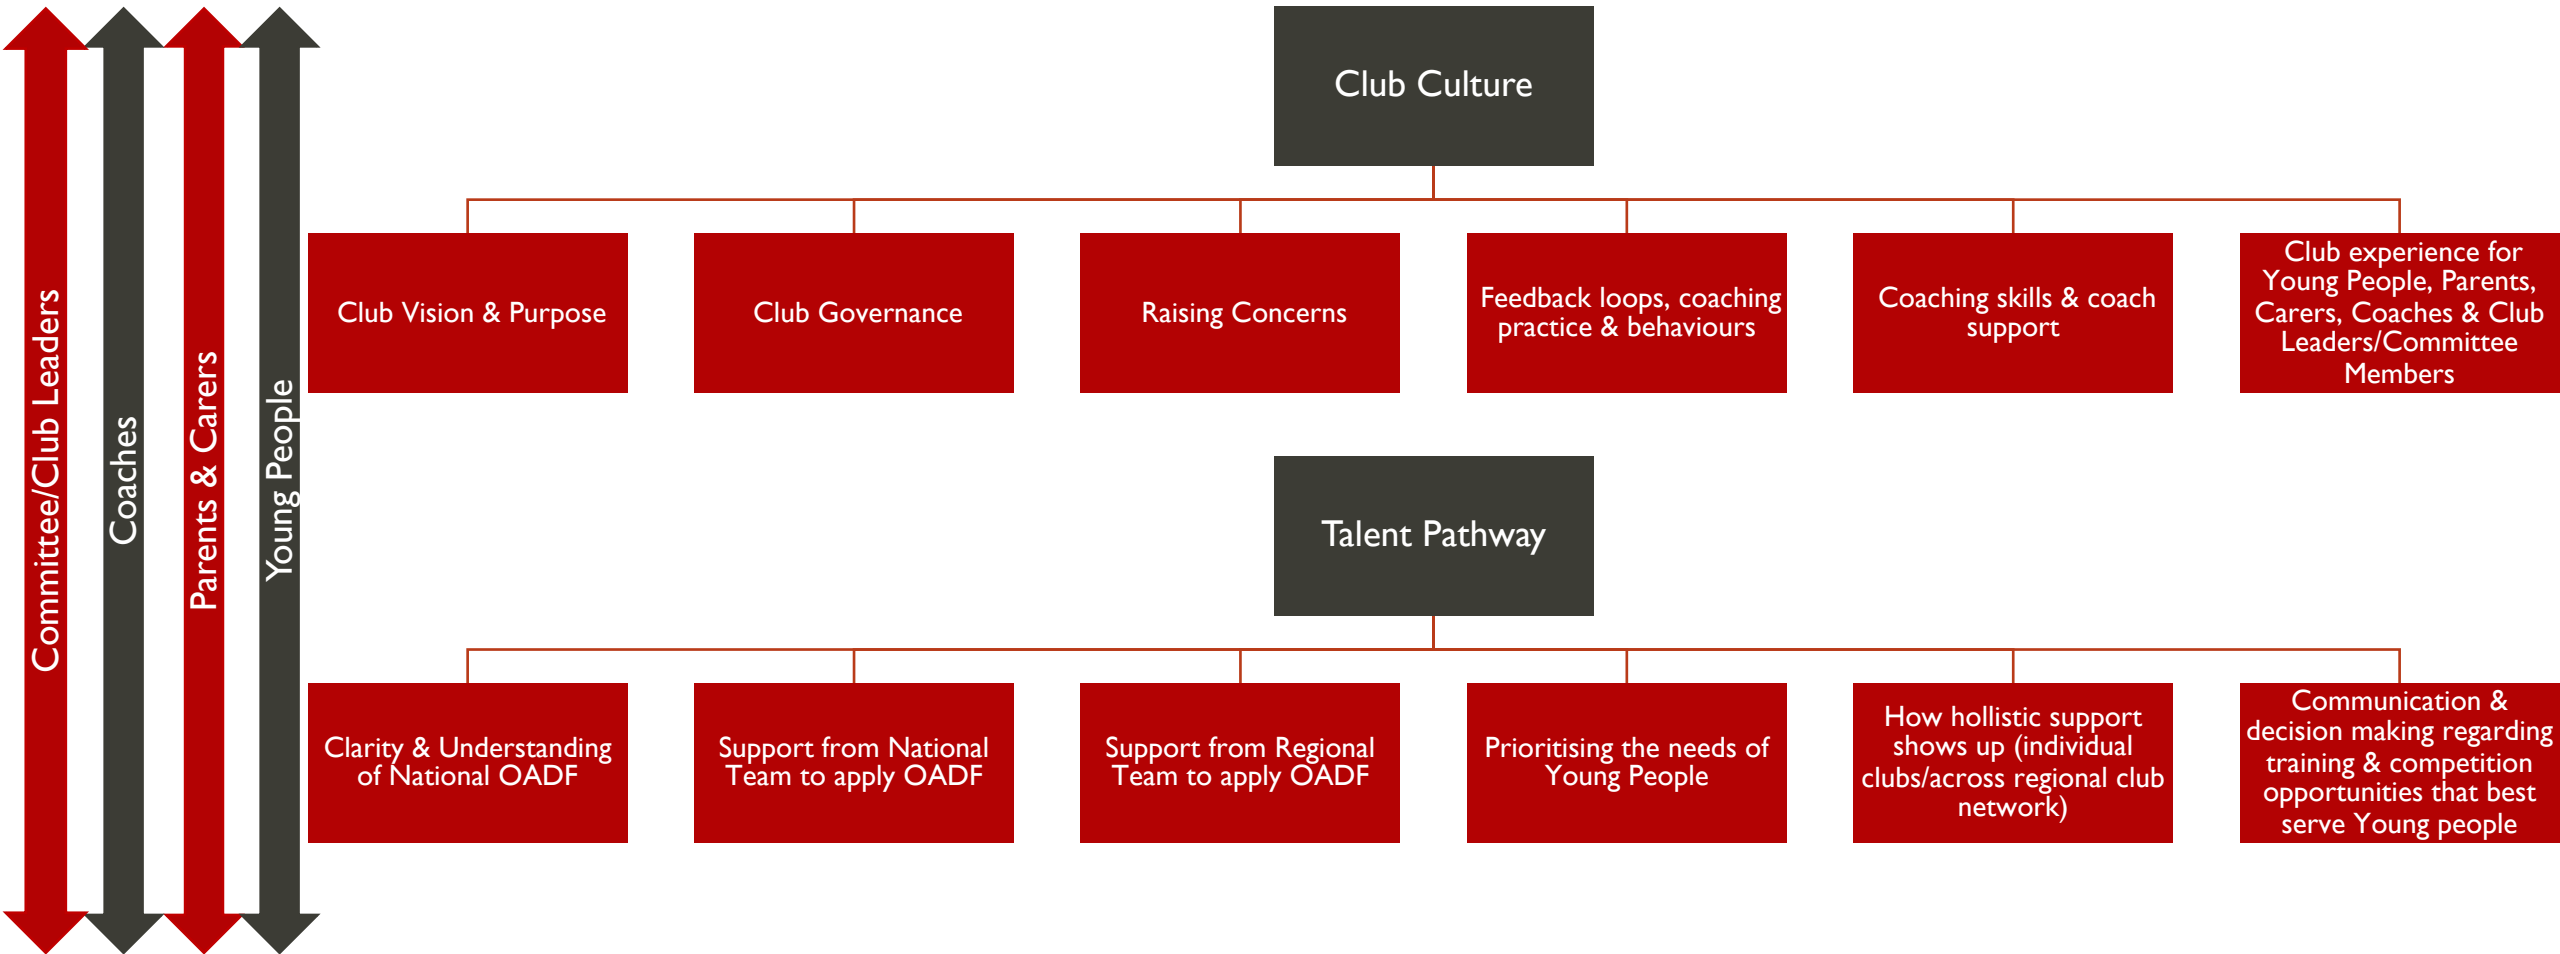 Committee/Club Leaders
Coaches
Parents & Carers
Young People
Club Culture
Club Vision & Purpose
Club Governance
Raising Concerns
Feedback loops, coaching
practice & behaviours
Coaching skills & coach
support
Club experience for
Young People, Parents,
Carers, Coaches & Club
Leaders/Committee
Members
Talent Pathway
Clarity & Understanding
of National OADF
Support from National
Team to apply OADF
Support from Regional
Team to apply OADF
Prioritising the needs of
Young People
How hollistic support
shows up (individual
clubs/across regional club
network)
Communication &
decision making regarding
training & competition
opportunities that best
serve Young people